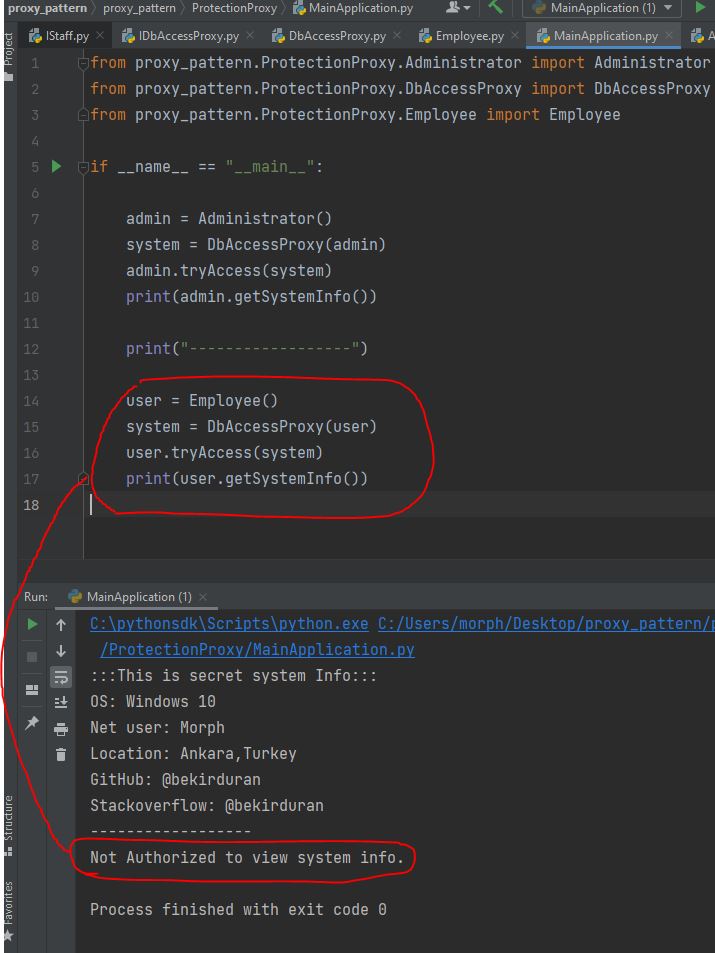 proxy_pattern proxy_pattern ProtectionProxy MainApplication.py MainApplication (1)
IStaff.py IDbAccessProxy.py DbAccessProxy.py Employee.py MainApplication.py
Project
1 from proxy_pattern.ProtectionProxy.Administrator import Administrator
2 from proxy_pattern.ProtectionProxy.DbAccessProxy import DbAccessProxy
3 from proxy_pattern.ProtectionProxy.Employee import Employee
4
5 if __name__ == "__main__":
6
7 admin = Administrator()
8 system = DbAccessProxy(admin)
9 admin.tryAccess(system)
10 print(admin.getSystemInfo())
11
12 print("------------------")
13
14 user = Employee()
15 system = DbAccessProxy(user)
16 user.tryAccess(system)
17 print(user.getSystemInfo())
18
Run: MainApplication (1)
C:\pythonsdk\Scripts\python.exe C:/Users/morph/Desktop/proxy_pattern/
/ProtectionProxy/MainApplication.py
:::This is secret system Info:::
OS: Windows 10
Net user: Morph
Location: Ankara,Turkey
GitHub: @bekirduran
Stackoverflow: @bekirduran
------------------
Not Authorized to view system info.
Process finished with exit code 0
Structure
Favorites